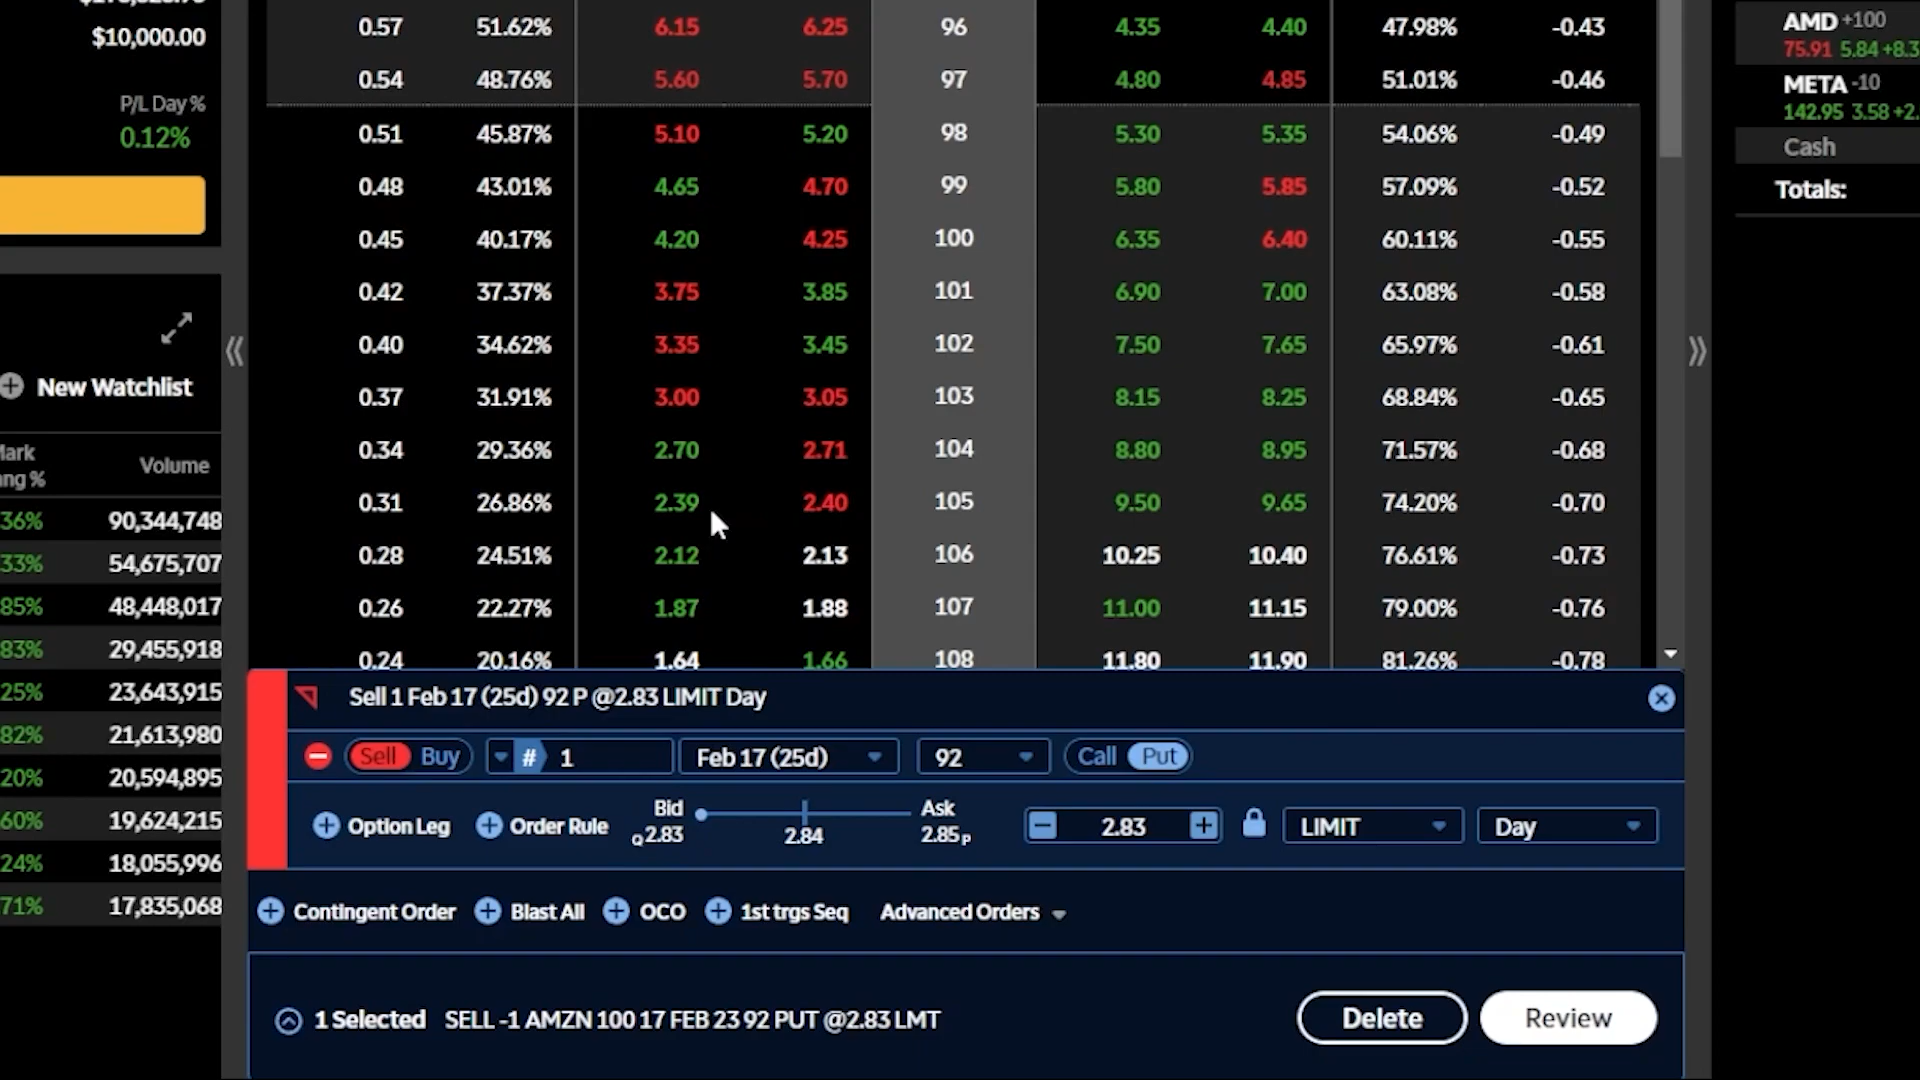 $10,000.00
P/L Day %
0.12%
New Watchlist
Volume
36% 90,344,748
33% 54,675,707
85% 48,448,017
83% 29,455,918
25% 23,643,915
82% 21,613,980
20% 20,594,895
60% 19,624,215
24% 18,055,996
71% 17,835,068
0.57 51.62% 6.15 6.25 96 4.35 4.40 47.98% -0.43
0.54 48.76% 5.60 5.70 97 4.80 4.85 51.01% -0.46
0.51 45.87% 5.10 5.20 98 5.30 5.35 54.06% -0.49
0.48 43.01% 4.65 4.70 99 5.80 5.85 57.09% -0.52
0.45 40.17% 4.20 4.25 100 6.35 6.40 60.11% -0.55
0.42 37.37% 3.75 3.85 101 6.90 7.00 63.08% -0.58
0.40 34.62% 3.35 3.45 102 7.50 7.65 65.97% -0.61
0.37 31.91% 3.00 3.05 103 8.15 8.25 68.84% -0.65
0.34 29.36% 2.70 2.71 104 8.80 8.95 71.57% -0.68
0.31 26.86% 2.39 2.40 105 9.50 9.65 74.20% -0.70
0.28 24.51% 2.12 2.13 106 10.25 10.40 76.61% -0.73
0.26 22.27% 1.87 1.88 107 11.00 11.15 79.00% -0.76
0.24 20.16% 1.64 1.66 108 11.80 11.90 81.26% -0.78
Sell 1 Feb 17 (25d) 92 P @2.83 LIMIT Day
Sell Buy # 1 Feb 17 (25d) 92 Call Put
Option Leg Order Rule Bid Q 2.83 2.84 Ask 2.85 P 2.83 LIMIT Day
Contingent Order Blast All OCO 1st trgs Seq Advanced Orders
1 Selected SELL -1 AMZN 100 17 FEB 23 92 PUT @2.83 LMT Delete Review
AMD +100
75.91 5.84 +8.3
META -10
142.95 3.58 +2.
Cash
Totals: